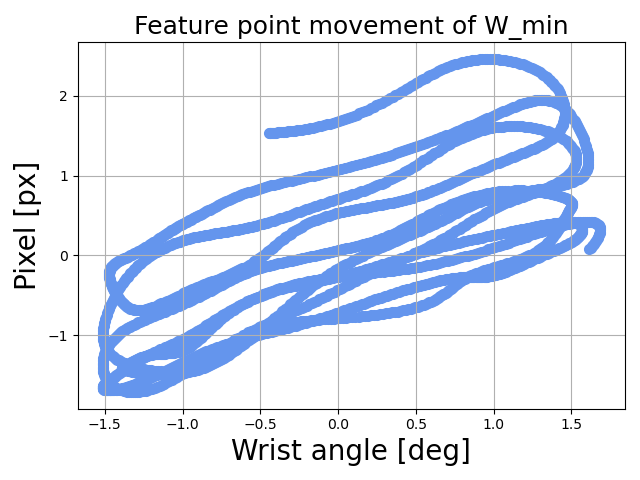 Feature point movement of W_min
Pixel [px]
2
1
0
−1
−1.5 −1.0 −0.5 0.0 0.5 1.0 1.5
Wrist angle [deg]